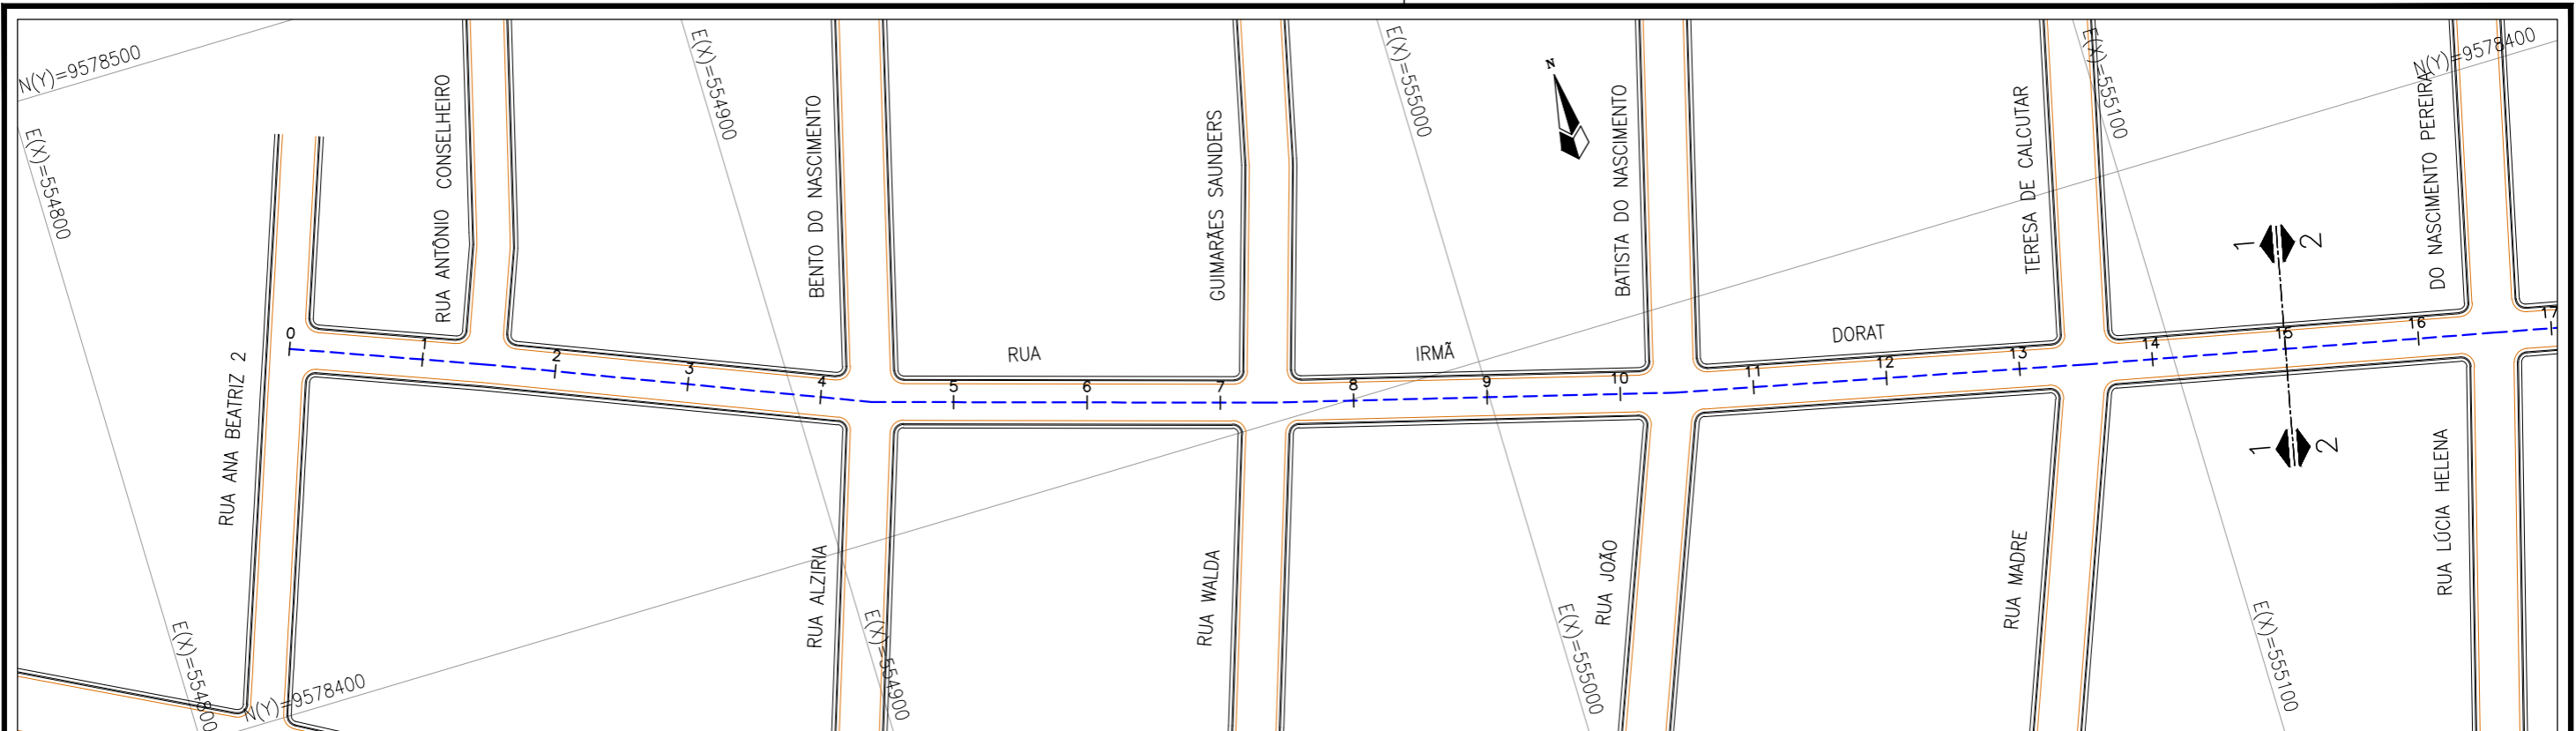 N(Y)=9578500
E(X)=554800
RUA ANA BEATRIZ 2
RUA ANTÔNIO CONSELHEIRO
E(X)=554900
BENTO DO NASCIMENTO
GUIMARÃES SAUNDERS
E(X)=555000
N
BATISTA DO NASCIMENTO
TERESA DE CALCUTAR
E(X)=555100
N(Y)=9578400
DO NASCIMENTO PEREIRA
1 2
0 1 2 3 4 5 6 7 8 9 10 11 12 13 14 15 16 17
RUA IRMÃ DORAT
1 2
E(X)=554800
N(Y)=9578400
RUA ALZIRIA
E(X)=554900
RUA WALDA
E(X)=555000
RUA JOÃO
RUA MADRE
E(X)=555100
RUA LÚCIA HELENA